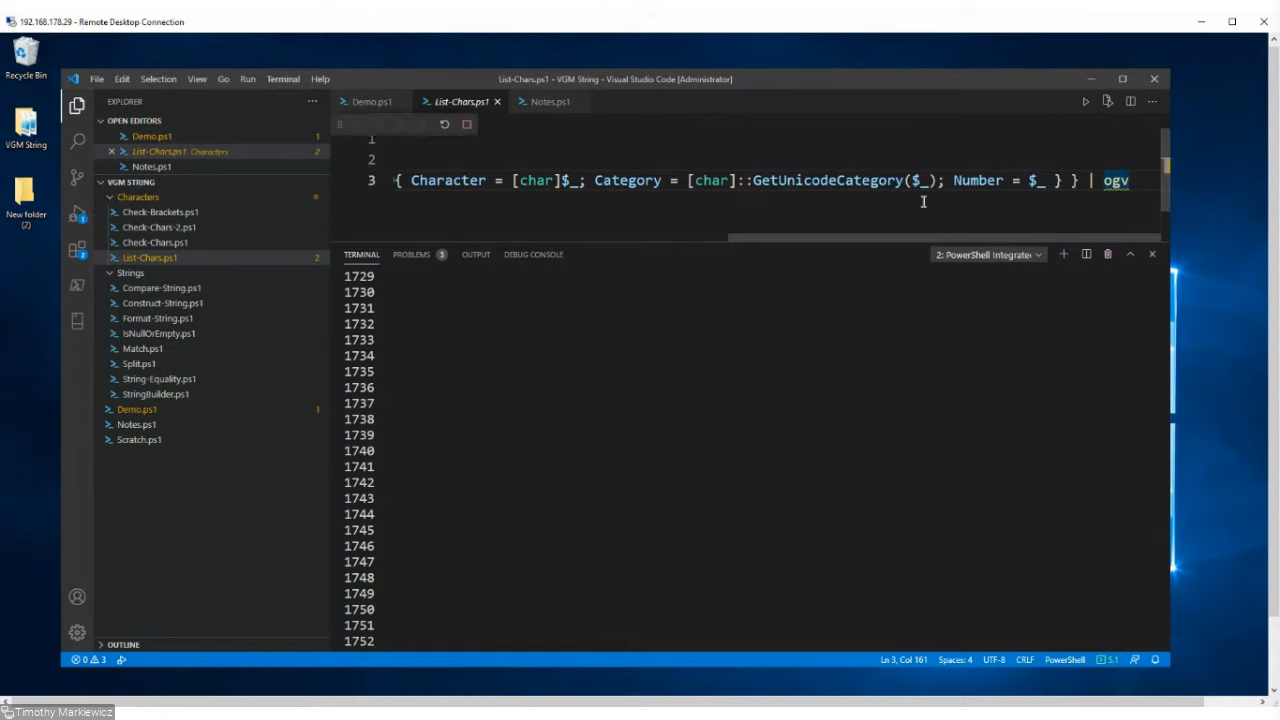 192.168.178.29 - Remote Desktop Connection
Recycle Bin
VGM String
New folder
(2)
File Edit Selection View Go Run Terminal Help
List-Chars.ps1 - VGM String - Visual Studio Code [Administrator]
EXPLORER
OPEN EDITORS
Demo.ps1 1
List-Chars.ps1 Characters 2
Notes.ps1
VGM STRING
Characters
Check-Brackets.ps1
Check-Chars-2.ps1
Check-Chars.ps1
List-Chars.ps1 2
Strings
Compare-String.ps1
Construct-String.ps1
Format-String.ps1
IsNullOrEmpty.ps1
Match.ps1
Split.ps1
String-Equality.ps1
StringBuilder.ps1
Demo.ps1 1
Notes.ps1
Scratch.ps1
OUTLINE
Demo.ps1 List-Chars.ps1 Notes.ps1
1
2
3 { Character = [char]$_; Category = [char]::GetUnicodeCategory($_); Number = $_ } } | ogv
TERMINAL PROBLEMS 3 OUTPUT DEBUG CONSOLE 2: PowerShell Integrate
1729
1730
1731
1732
1733
1734
1735
1736
1737
1738
1739
1740
1741
1742
1743
1744
1745
1746
1747
1748
1749
1750
1751
1752
0 3 Ln 3, Col 161 Spaces: 4 UTF-8 CRLF PowerShell 5.1
Timothy Markiewicz